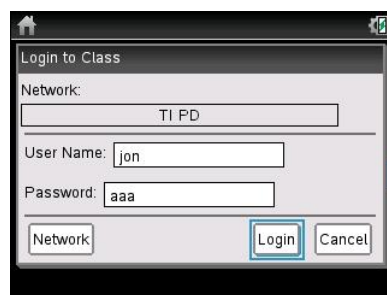 Login to Class
Network:
TI PD
User Name: jon
Password: aaa
Network Login Cancel